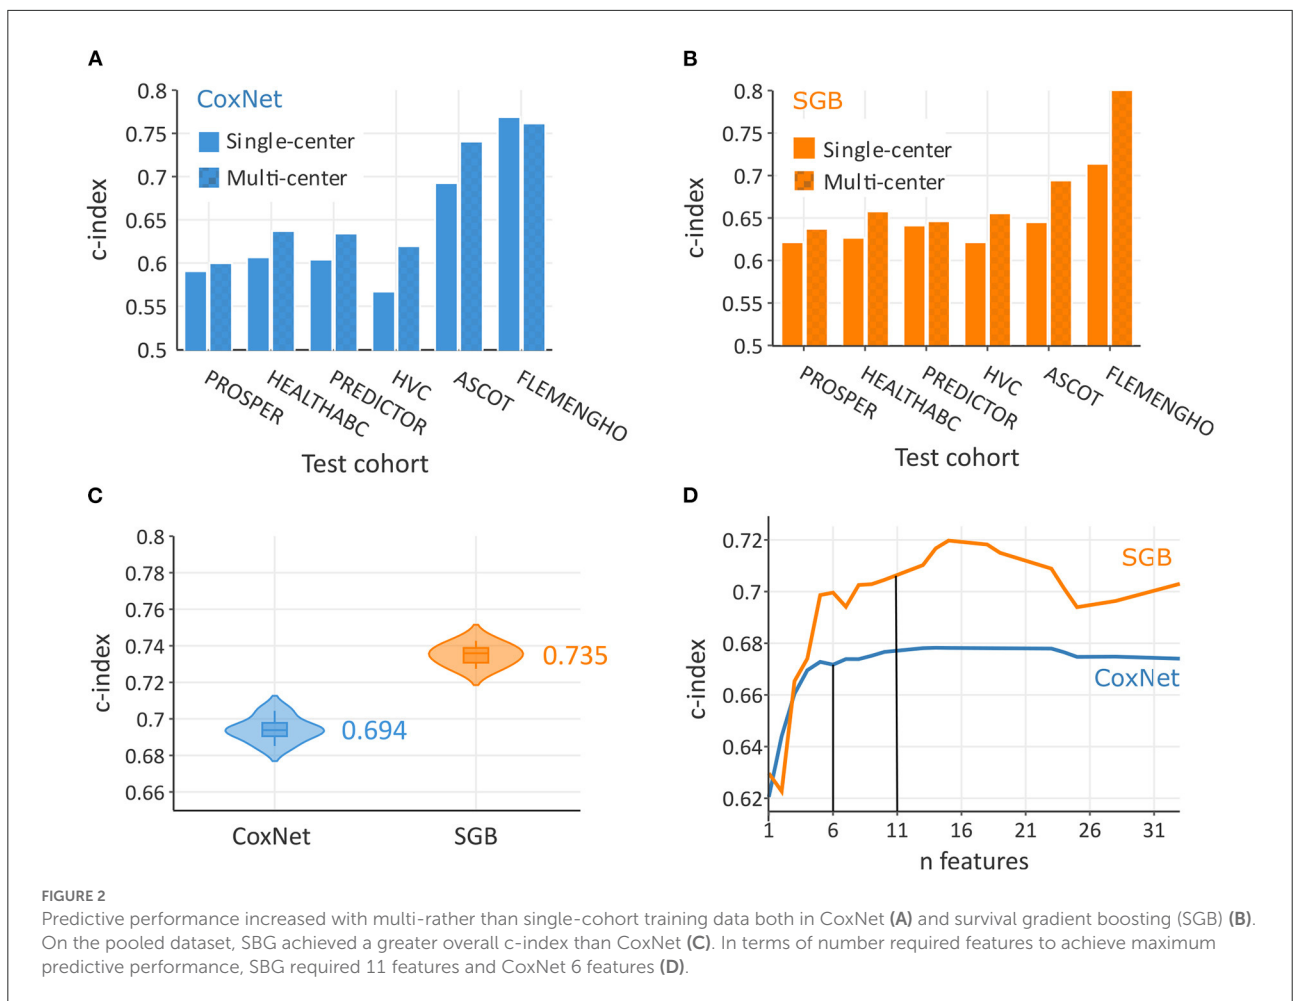 A
CoxNet
Single-center
Multi-center
c-index
0.8
0.75
0.7
0.65
0.6
0.55
0.5
PROSPER
HEALTHABC
PREDICTOR
HVC
ASCOT
FLEMENGHO
Test cohort
B
SGB
Single-center
Multi-center
c-index
0.8
0.75
0.7
0.65
0.6
0.55
0.5
PROSPER
HEALTHABC
PREDICTOR
HVC
ASCOT
FLEMENGHO
Test cohort
C
c-index
0.8
0.78
0.76
0.74
0.72
0.7
0.68
0.66
0.694
0.735
CoxNet
SGB
D
c-index
0.72
0.7
0.68
0.66
0.64
0.62
SGB
CoxNet
1 6 11 16 21 26 31
n features
FIGURE 2
Predictive performance increased with multi-rather than single-cohort training data both in CoxNet (A) and survival gradient boosting (SGB) (B).
On the pooled dataset, SBG achieved a greater overall c-index than CoxNet (C). In terms of number required features to achieve maximum
predictive performance, SBG required 11 features and CoxNet 6 features (D).